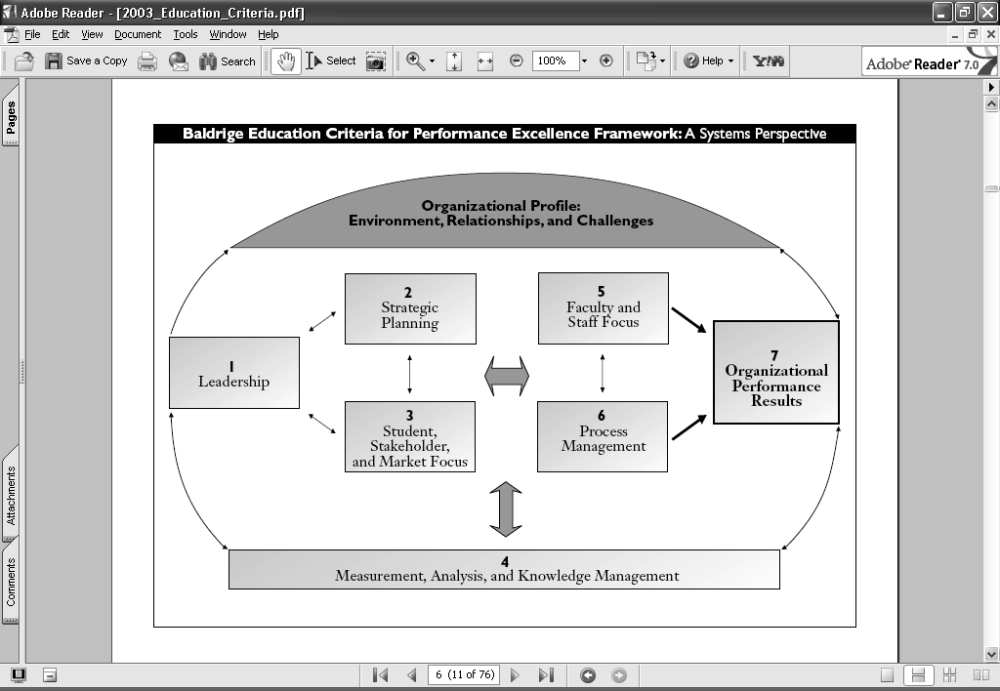 Adobe Reader - [2003_Education_Criteria.pdf]
File Edit View Document Tools Window Help
Save a Copy Search Select 100% Help Y!
Adobe® Reader® 7.0
Pages
Attachments
Comments
Baldrige Education Criteria for Performance Excellence Framework: A Systems Perspective
Organizational Profile:
Environment, Relationships, and Challenges
1
Leadership
2
Strategic
Planning
3
Student,
Stakeholder,
and Market Focus
5
Faculty and
Staff Focus
6
Process
Management
7
Organizational
Performance
Results
4
Measurement, Analysis, and Knowledge Management
6 (11 of 76)